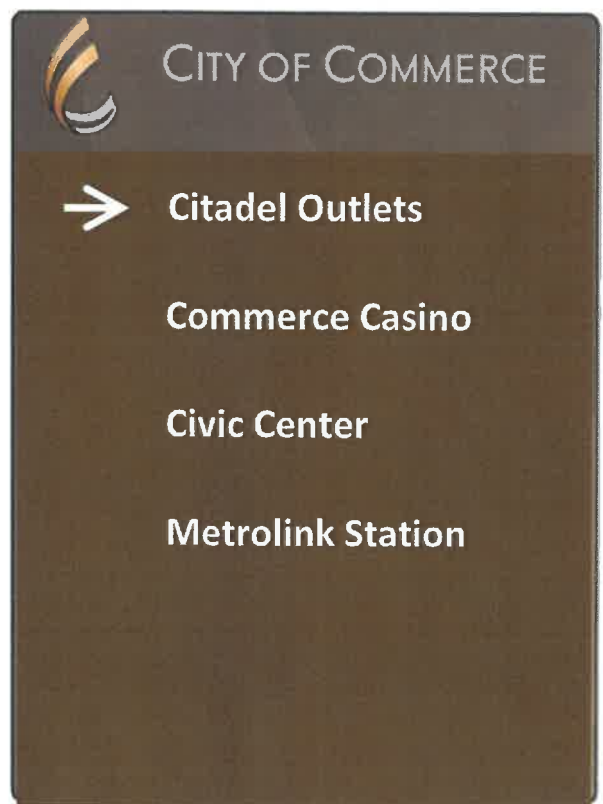 CITY OF COMMERCE
→ Citadel Outlets
Commerce Casino
Civic Center
Metrolink Station